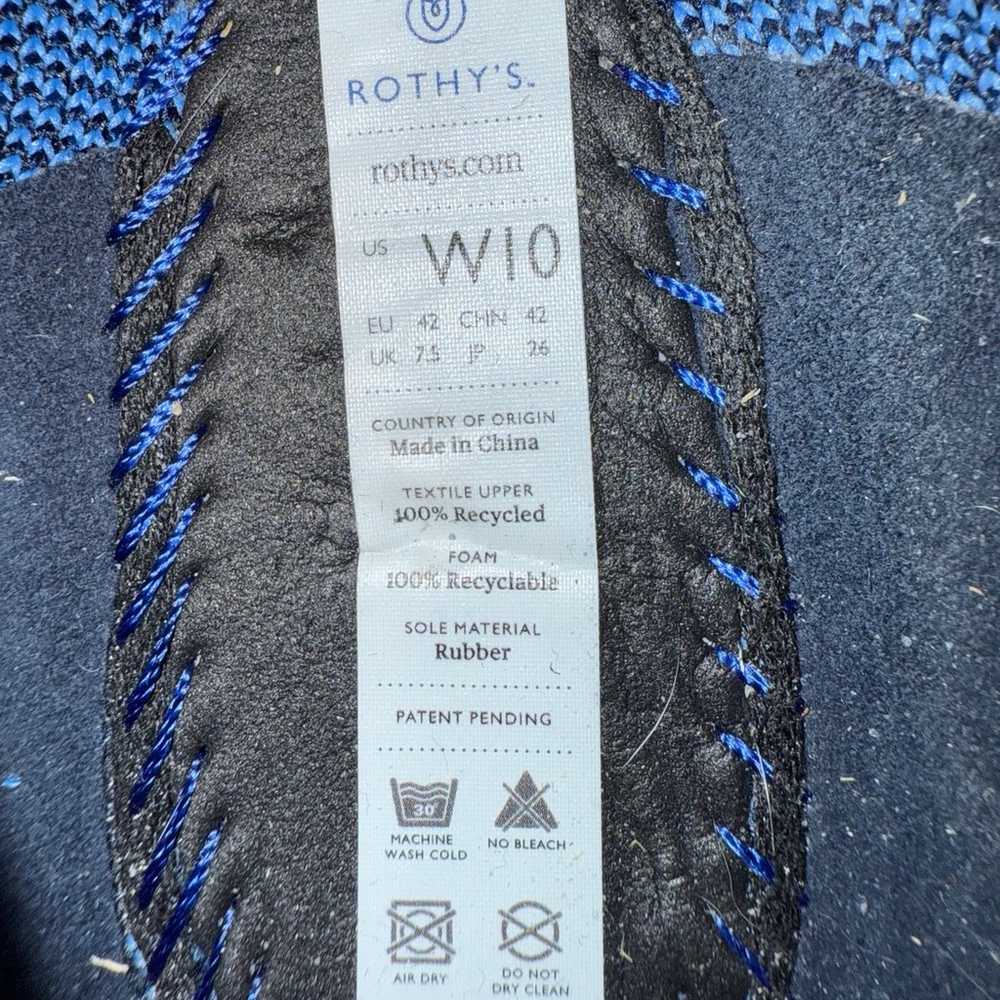 ROTHY'S™
rothys.com
US W10
EU 42 CHN 42
UK 7.5 JP 26
COUNTRY OF ORIGIN
Made in China
TEXTILE UPPER
100% Recycled
FOAM
100% Recyclable
SOLE MATERIAL
Rubber
PATENT PENDING
30°
MACHINE WASH COLD
NO BLEACH
AIR DRY
DO NOT DRY CLEAN